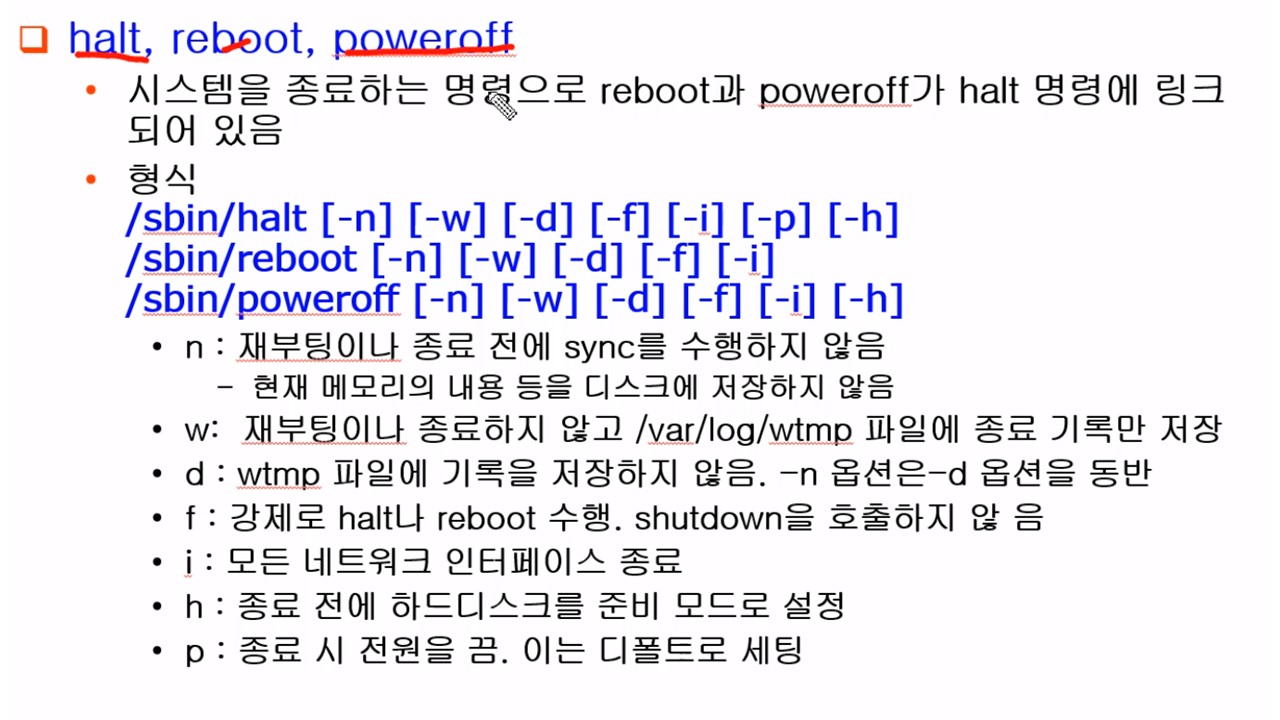 halt, reboot, poweroff
• 시스템을 종료하는 명령으로 reboot과 poweroff가 halt 명령에 링크
되어 있음
• 형식
/sbin/halt [-n] [-w] [-d] [-f] [-i] [-p] [-h]
/sbin/reboot [-n] [-w] [-d] [-f] [-i]
/sbin/poweroff [-n] [-w] [-d] [-f] [-i] [-h]
• n : 재부팅이나 종료 전에 sync를 수행하지 않음
– 현재 메모리의 내용 등을 디스크에 저장하지 않음
• w: 재부팅이나 종료하지 않고 /var/log/wtmp 파일에 종료 기록만 저장
• d : wtmp 파일에 기록을 저장하지 않음. –n 옵션은–d 옵션을 동반
• f : 강제로 halt나 reboot 수행. shutdown을 호출하지 않 음
• i : 모든 네트워크 인터페이스 종료
• h : 종료 전에 하드디스크를 준비 모드로 설정
• p : 종료 시 전원을 끔. 이는 디폴트로 세팅